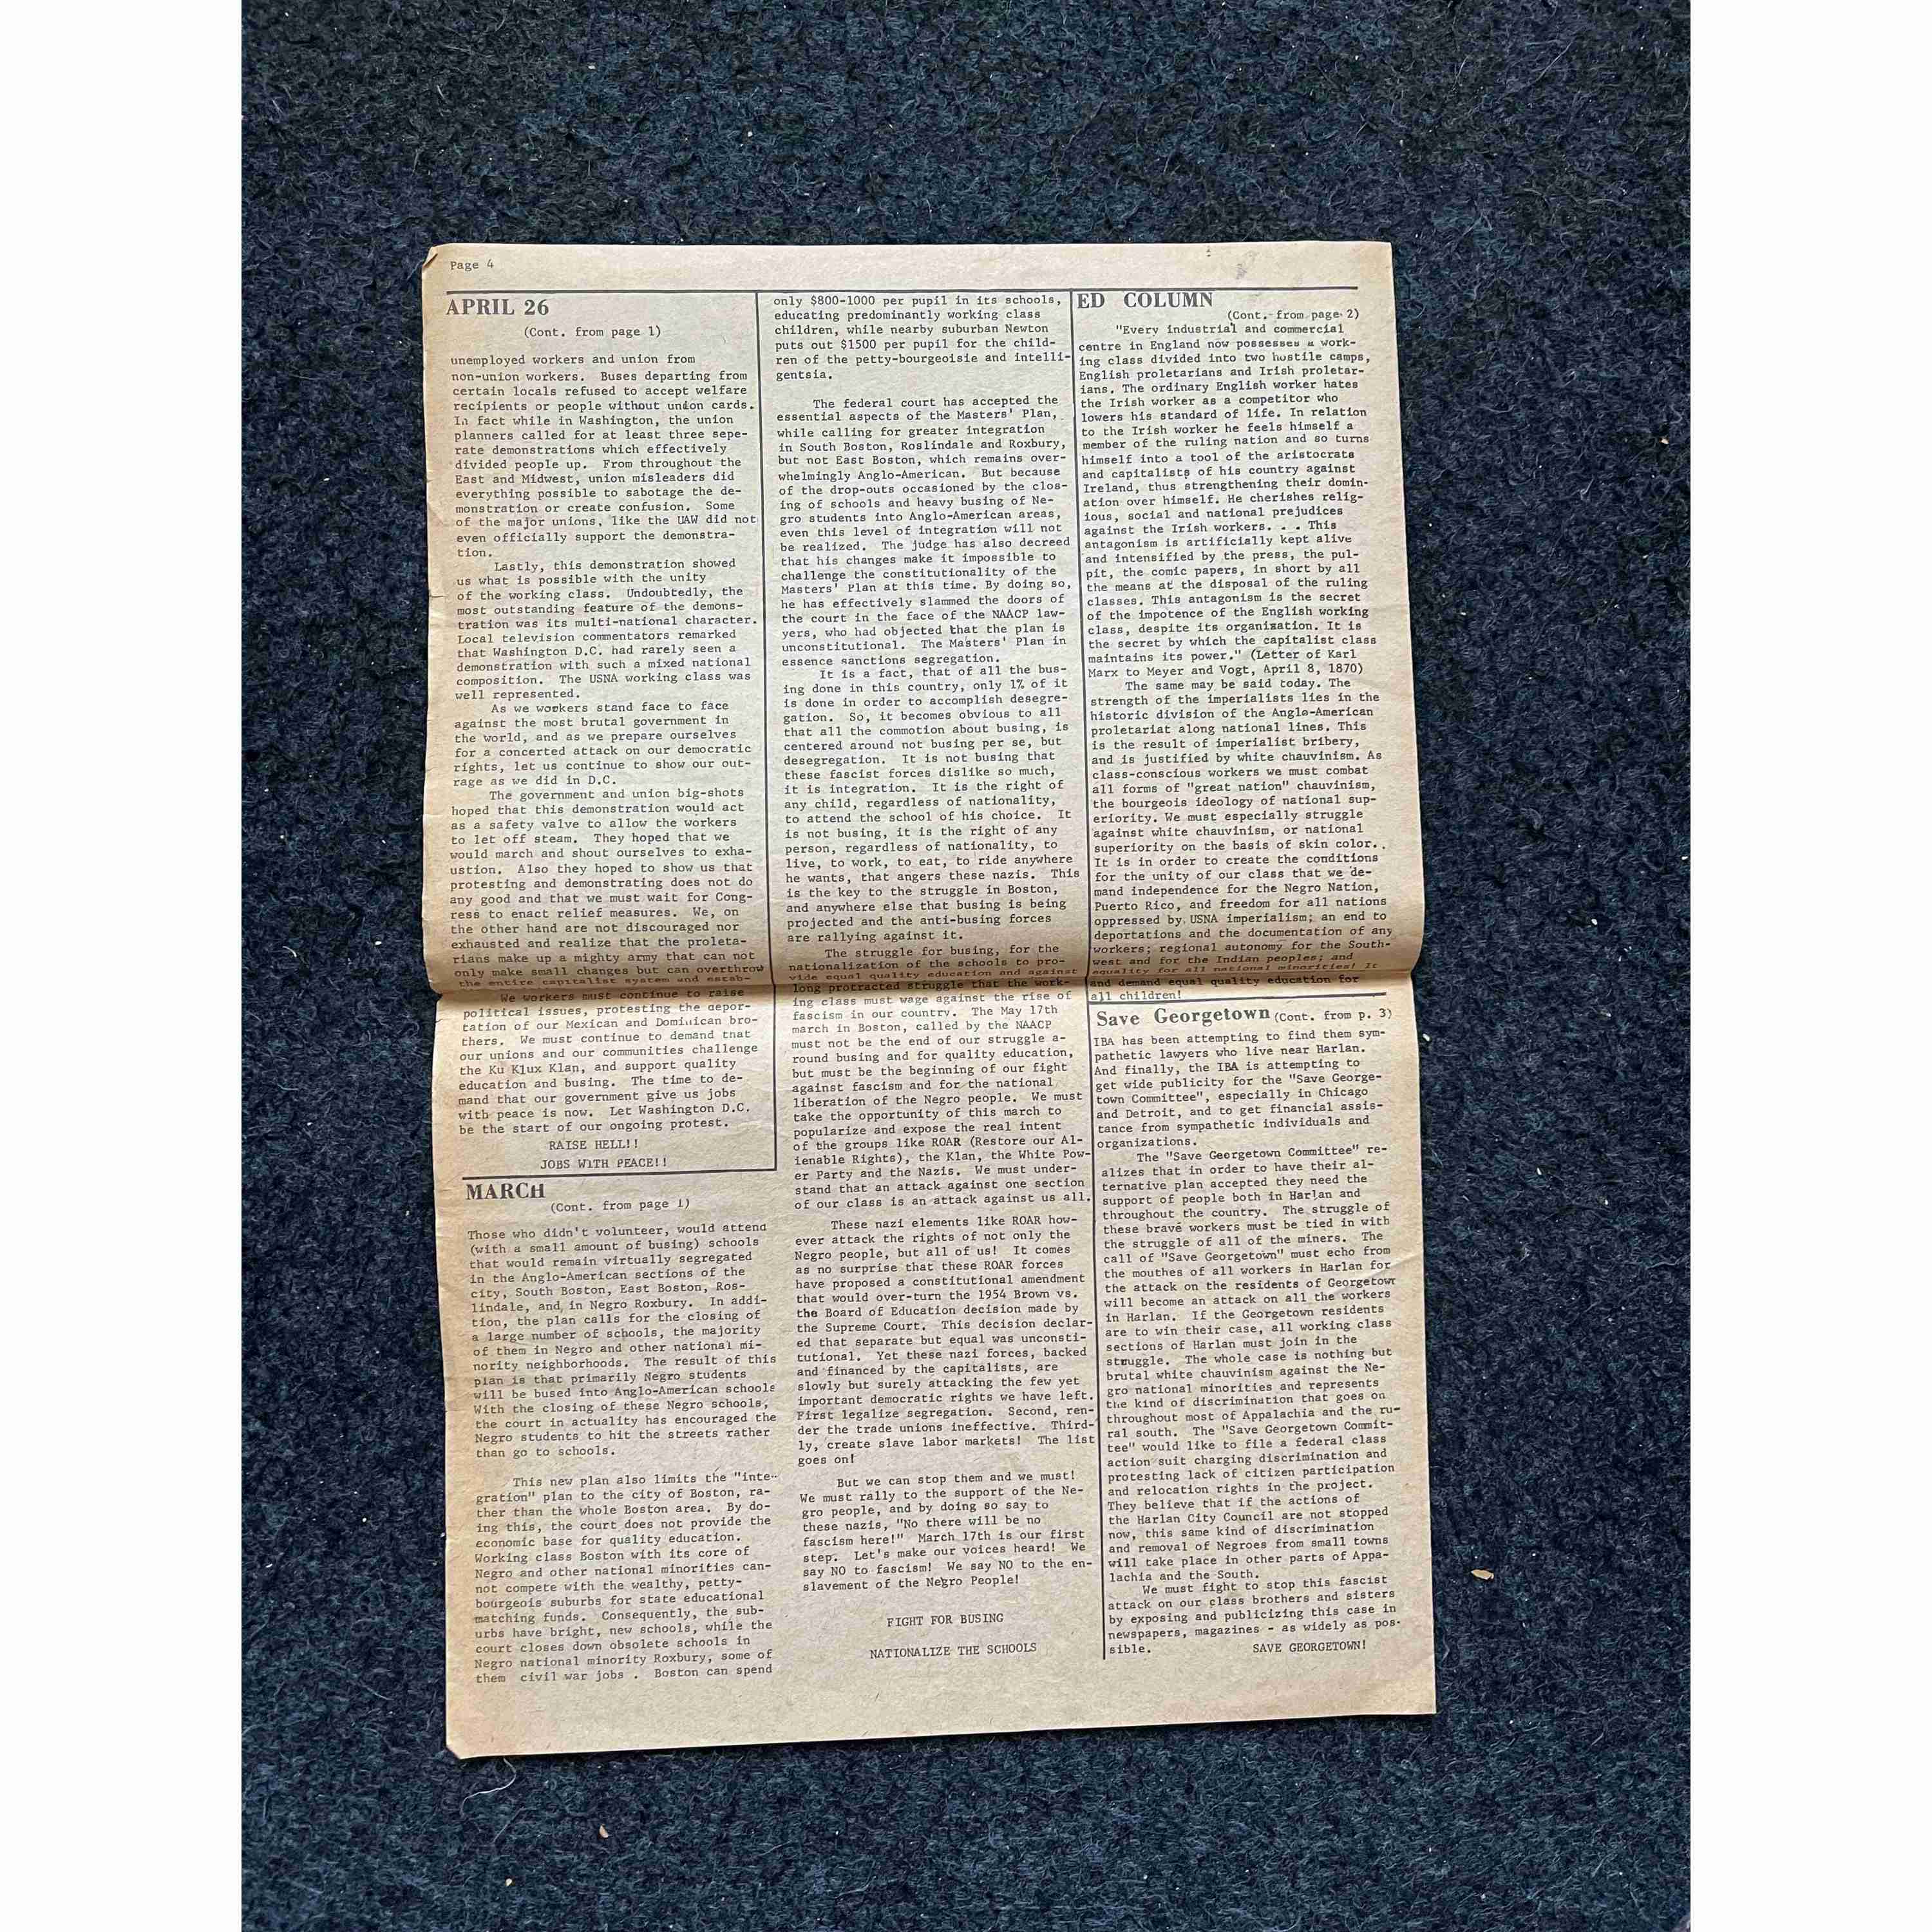 Page 4
APRIL 26
(Cont. from page 1)
unemployed workers and union from
non-union workers. Buses departing from
certain locals refused to accept welfare
recipients or people without union cards.
In fact while in Washington, the union
planners called for at least three sepe-
rate demonstrations which effectively
divided people up. From throughout the
East and Midwest, union misleaders did
everything possible to sabotage the de-
monstration or create confusion. Some
of the major unions, like the UAW did not
even officially support the demonstra-
tion.
Lastly, this demonstration showed
us what is possible with the unity
of the working class. Undoubtedly, the
most outstanding feature of the demons-
tration was its multi-national character.
Local television commentators remarked
that Washington D.C. had rarely seen a
demonstration with such a mixed national
composition. The USNA working class was
well represented.
As we workers stand face to face
against the most brutal government in
the world, and as we prepare ourselves
for a concerted attack on our democratic
rights, let us continue to show our out-
rage as we did in D.C.
The government and union big-shots
hoped that this demonstration would act
as a safety valve to allow the workers
to let off steam. They hoped that we
would march and shout ourselves to exha-
ustion. Also they hoped to show us that
protesting and demonstrating does not do
any good and that we must wait for Cong-
ress to enact relief measures. We, on
the other hand are not discouraged nor
exhausted and realize that the proleta-
rians make up a mighty army that can not
only make small changes but can overthrow
the entire capitalist system and estab-
We workers must continue to raise
political issues, protesting the depor-
tation of our Mexican and Dominican bro-
thers. We must continue to demand that
our unions and our communities challenge
the Ku Klux Klan, and support quality
education and busing. The time to de-
mand that our government give us jobs
with peace is now. Let Washington D.C.
be the start of our ongoing protest.
RAISE HELL!!
JOBS WITH PEACE!!
MARCH
(Cont. from page 1)
Those who didn't volunteer, would attend
(with a small amount of busing) schools
that would remain virtually segregated
in the Anglo-American sections of the
city, South Boston, East Boston, Ros-
lindale, and in Negro Roxbury. In addi-
tion, the plan calls for the closing of
a large number of schools, the majority
of them in Negro and other national mi-
nority neighborhoods. The result of this
plan is that primarily Negro students
will be bused into Anglo-American schools
With the closing of these Negro schools,
the court in actuality has encouraged the
Negro students to hit the streets rather
than go to schools.
This new plan also limits the "inte-
gration" plan to the city of Boston, ra-
ther than the whole Boston area. By do-
ing this, the court does not provide the
economic base for quality education.
Working class Boston with its core of
Negro and other national minorities can-
not compete with the wealthy, petty-
bourgeois suburbs for state educational
matching funds. Consequently, the sub-
urbs have bright, new schools, while the
court closes down obsolete schools in
Negro national minority Roxbury, some of
them civil war jobs . Boston can spend
only $800-1000 per pupil in its schools,
educating predominantly working class
children, while nearby suburban Newton
puts out $1500 per pupil for the child-
ren of the petty-bourgeoisie and intelli-
gentsia.
The federal court has accepted the
essential aspects of the Masters' Plan,
while calling for greater integration
in South Boston, Roslindale and Roxbury,
but not East Boston, which remains over-
whelmingly Anglo-American. But because
of the drop-outs occasioned by the clos-
ing of schools and heavy busing of Ne-
gro students into Anglo-American areas,
even this level of integration will not
be realized. The judge has also decreed
that his changes make it impossible to
challenge the constitutionality of the
Masters' Plan at this time. By doing so,
he has effectively slammed the doors of
the court in the face of the NAACP law-
yers, who had objected that the plan is
unconstitutional. The Masters' Plan in
essence sanctions segregation.
It is a fact, that of all the bus-
ing done in this country, only 1% of it
is done in order to accomplish desegre-
gation. So, it becomes obvious to all
that all the commotion about busing, is
centered around not busing per se, but
desegregation. It is not busing that
these fascist forces dislike so much,
it is integration. It is the right of
any child, regardless of nationality,
to attend the school of his choice. It
is not busing, it is the right of any
person, regardless of nationality, to
live, to work, to eat, to ride anywhere
he wants, that angers these nazis. This
is the key to the struggle in Boston,
and anywhere else that busing is being
projected and the anti-busing forces
are rallying against it.
The struggle for busing, for the
nationalization of the schools to pro-
vide equal quality education and against
long protracted struggle that the work-
ing class must wage against the rise of
fascism in our country. The May 17th
march in Boston, called by the NAACP
must not be the end of our struggle a-
round busing and for quality education,
but must be the beginning of our fight
against fascism and for the national
liberation of the Negro people. We must
take the opportunity of this march to
popularize and expose the real intent
of the groups like ROAR (Restore our Al-
ienable Rights), the Klan, the White Pow-
er Party and the Nazis. We must under-
stand that an attack against one section
of our class is an attack against us all.
These nazi elements like ROAR how-
ever attack the rights of not only the
Negro people, but all of us! It comes
as no surprise that these ROAR forces
have proposed a constitutional amendment
that would over-turn the 1954 Brown vs.
the Board of Education decision made by
the Supreme Court. This decision declar-
ed that separate but equal was unconsti-
tutional. Yet these nazi forces, backed
and financed by the capitalists, are
slowly but surely attacking the few yet
important democratic rights we have left.
First legalize segregation. Second, ren-
der the trade unions ineffective. Third-
ly, create slave labor markets! The list
goes on!
But we can stop them and we must!
We must rally to the support of the Ne-
gro people, and by doing so say to
these nazis, "No there will be no
fascism here!" March 17th is our first
step. Let's make our voices heard! We
say NO to fascism! We say NO to the en-
slavement of the Negro People!
FIGHT FOR BUSING
NATIONALIZE THE SCHOOLS
ED COLUMN
(Cont. from page 2)
"Every industrial and commercial
centre in England now possesses a work-
ing class divided into two hostile camps,
English proletarians and Irish proletar-
ians. The ordinary English worker hates
the Irish worker as a competitor who
lowers his standard of life. In relation
to the Irish worker he feels himself a
member of the ruling nation and so turns
himself into a tool of the aristocrats
and capitalists of his country against
Ireland, thus strengthening their domin-
ation over himself. He cherishes relig-
ious, social and national prejudices
against the Irish workers. . . This
antagonism is artificially kept alive
and intensified by the press, the pul-
pit, the comic papers, in short by all
the means at the disposal of the ruling
classes. This antagonism is the secret
of the impotence of the English working
class, despite its organization. It is
the secret by which the capitalist class
maintains its power." (Letter of Karl
Marx to Meyer and Vogt, April 8, 1870)
The same may be said today. The
strength of the imperialists lies in the
historic division of the Anglo-American
proletariat along national lines. This
is the result of imperialist bribery,
and is justified by white chauvinism. As
class-conscious workers we must combat
all forms of "great nation" chauvinism,
the bourgeois ideology of national sup-
eriority. We must especially struggle
against white chauvinism, or national
superiority on the basis of skin color..
It is in order to create the conditions
for the unity of our class that we de-
mand independence for the Negro Nation,
Puerto Rico, and freedom for all nations
oppressed by USNA imperialism; an end to
deportations and the documentation of any
workers; regional autonomy for the South-
west and for the Indian peoples; and
equality for all national minorities! It
and demand equal quality education for
all children!
Save Georgetown (Cont. from p. 3)
IBA has been attempting to find them sym-
pathetic lawyers who live near Harlan.
And finally, the IBA is attempting to
get wide publicity for the "Save George-
town Committee", especially in Chicago
and Detroit, and to get financial assis-
tance from sympathetic individuals and
organizations.
The "Save Georgetown Committee" re-
alizes that in order to have their al-
ternative plan accepted they need the
support of people both in Harlan and
throughout the country. The struggle of
these brave workers must be tied in with
the struggle of all of the miners. The
call of "Save Georgetown" must echo from
the mouthes of all workers in Harlan for
the attack on the residents of Georgetown
will become an attack on all the workers
in Harlan. If the Georgetown residents
are to win their case, all working class
sections of Harlan must join in the
struggle. The whole case is nothing but
brutal white chauvinism against the Ne-
gro national minorities and represents
the kind of discrimination that goes on
throughout most of Appalachia and the ru-
ral south. The "Save Georgetown Commit-
tee" would like to file a federal class
action suit charging discrimination and
protesting lack of citizen participation
and relocation rights in the project.
They believe that if the actions of
the Harlan City Council are not stopped
now, this same kind of discrimination
and removal of Negroes from small towns
will take place in other parts of Appa-
lachia and the South.
We must fight to stop this fascist
attack on our class brothers and sisters
by exposing and publicizing this case in
newspapers, magazines - as widely as pos-
sible. SAVE GEORGETOWN!